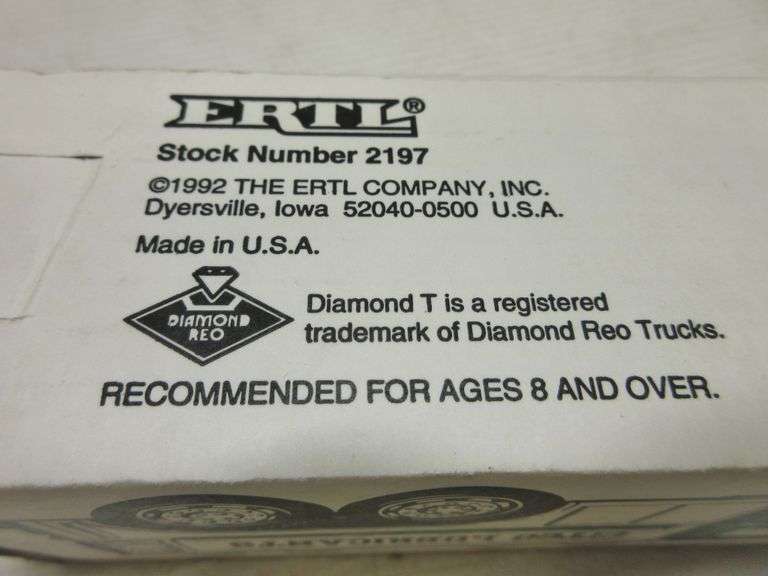 ERTL®
Stock Number 2197
©1992 THE ERTL COMPANY, INC.
Dyersville, Iowa 52040-0500 U.S.A.
Made in U.S.A.
DIAMOND
REO
Diamond T is a registered
trademark of Diamond Reo Trucks.
RECOMMENDED FOR AGES 8 AND OVER.
LUBRICANTS